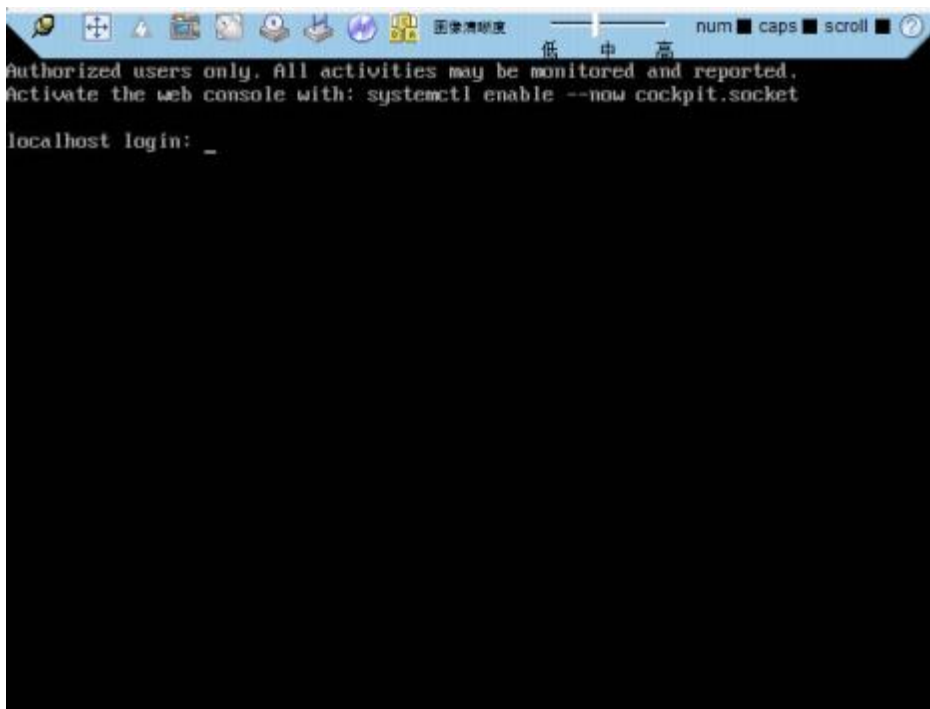 图像清晰度 低 中 高 num caps scroll
Authorized users only. All activities may be monitored and reported.
Activate the web console with: systemctl enable --now cockpit.socket
localhost login: _